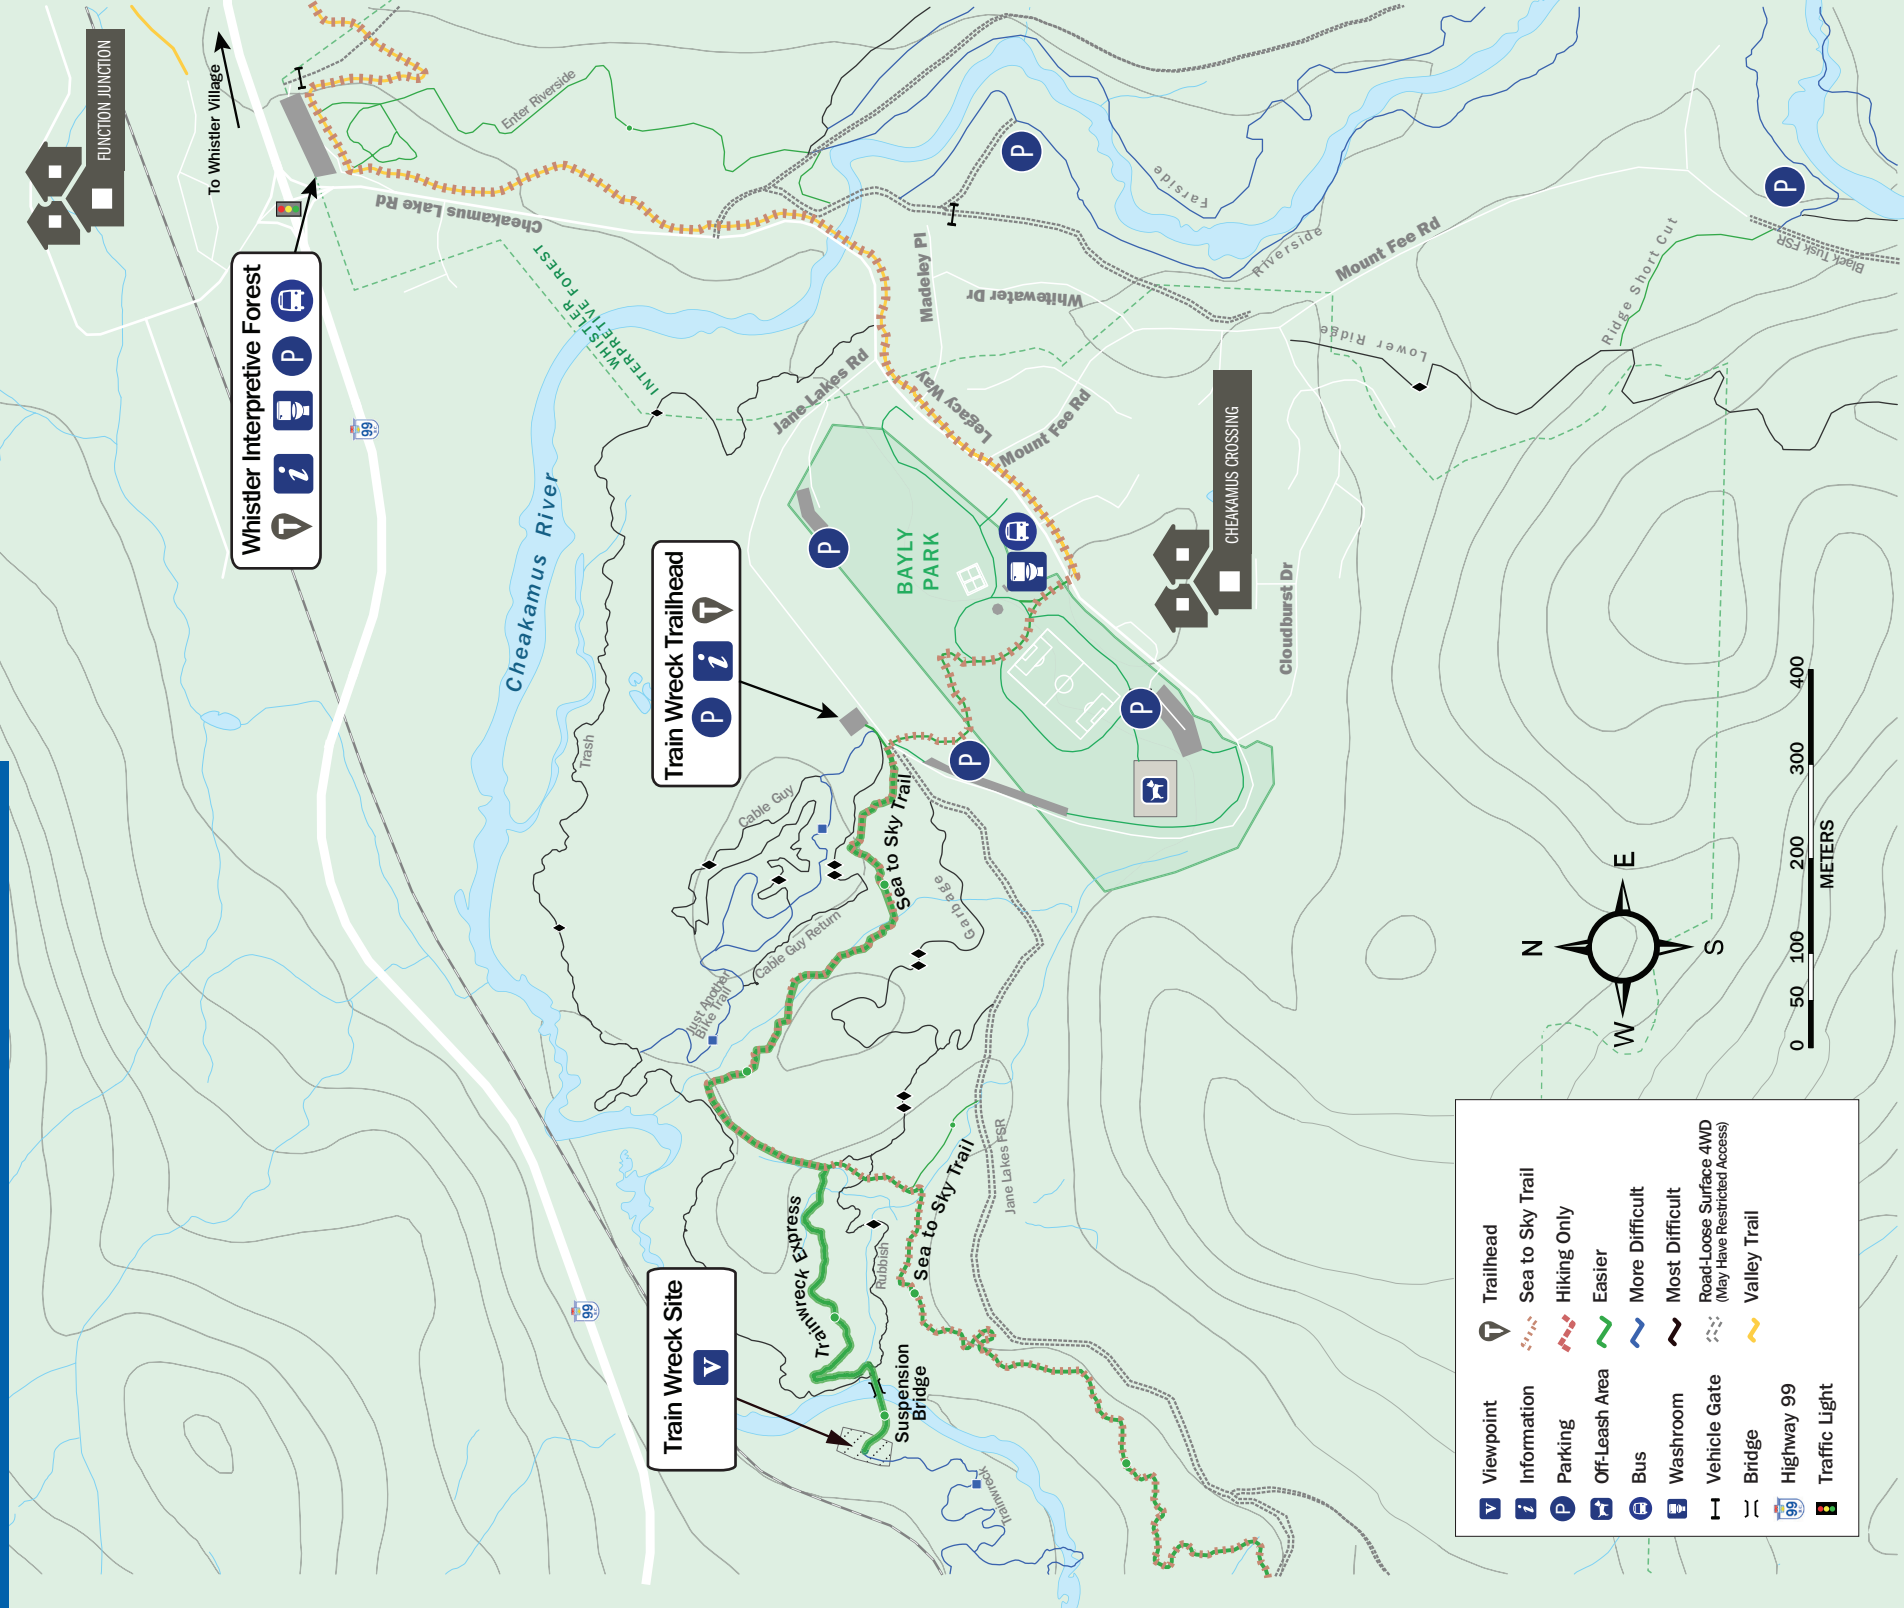 FUNCTION JUNCTION
To Whistler Village
Whistler Interpretive Forest
T
i
P
99
Cheakamus Lake Rd
Enter Riverside
WHISTLER
INTERPRETIVE FOREST
Cheakamus River
Trash
Train Wreck Trailhead
P
i
T
Jane Lakes Rd
Madeley Pl
Whitewater Dr
Legacy Way
Mount Fee Rd
Mount Fee Rd
Farside
Riverside
Lower Ridge
Ridge Short Cut
Black Tusk FSR
P
P
P
P
P
BAYLY
PARK
CHEAKAMUS CROSSING
Cloudburst Dr
Cable Guy
Cable Guy Return
Just Another
Bike Trail
Sea to Sky Trail
Garbage
Jane Lakes FSR
Sea to Sky Trail
Trainwreck Express
Rubbish
Suspension
Bridge
Train Wreck Site
V
99
Trainwreck
N
E
S
W
0 50 100 200 300 400
METERS
V Viewpoint
i Information
P Parking
Off-Leash Area
Bus
Washroom
Vehicle Gate
Bridge
99 Highway 99
Traffic Light
T Trailhead
Sea to Sky Trail
Hiking Only
Easier
More Difficult
Most Difficult
Road-Loose Surface 4WD
(May Have Restricted Access)
Valley Trail